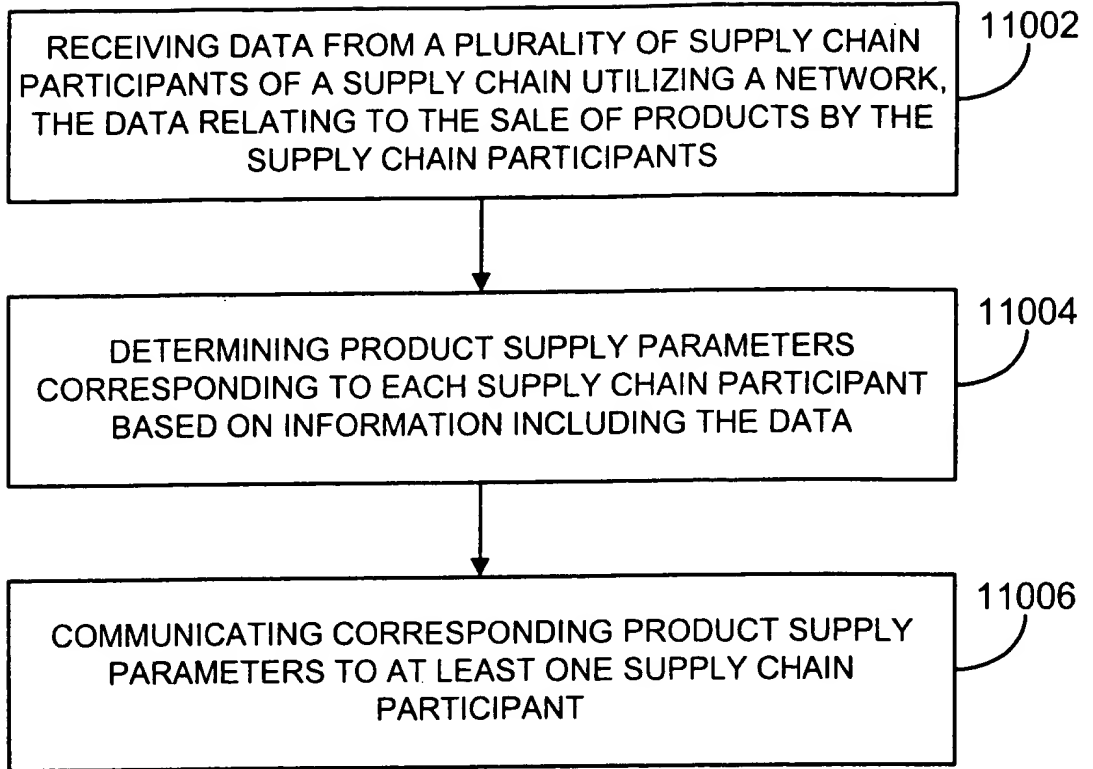 RECEIVING DATA FROM A PLURALITY OF SUPPLY CHAIN
PARTICIPANTS OF A SUPPLY CHAIN UTILIZING A NETWORK,
THE DATA RELATING TO THE SALE OF PRODUCTS BY THE
SUPPLY CHAIN PARTICIPANTS
11002
DETERMINING PRODUCT SUPPLY PARAMETERS
CORRESPONDING TO EACH SUPPLY CHAIN PARTICIPANT
BASED ON INFORMATION INCLUDING THE DATA
11004
COMMUNICATING CORRESPONDING PRODUCT SUPPLY
PARAMETERS TO AT LEAST ONE SUPPLY CHAIN
PARTICIPANT
11006